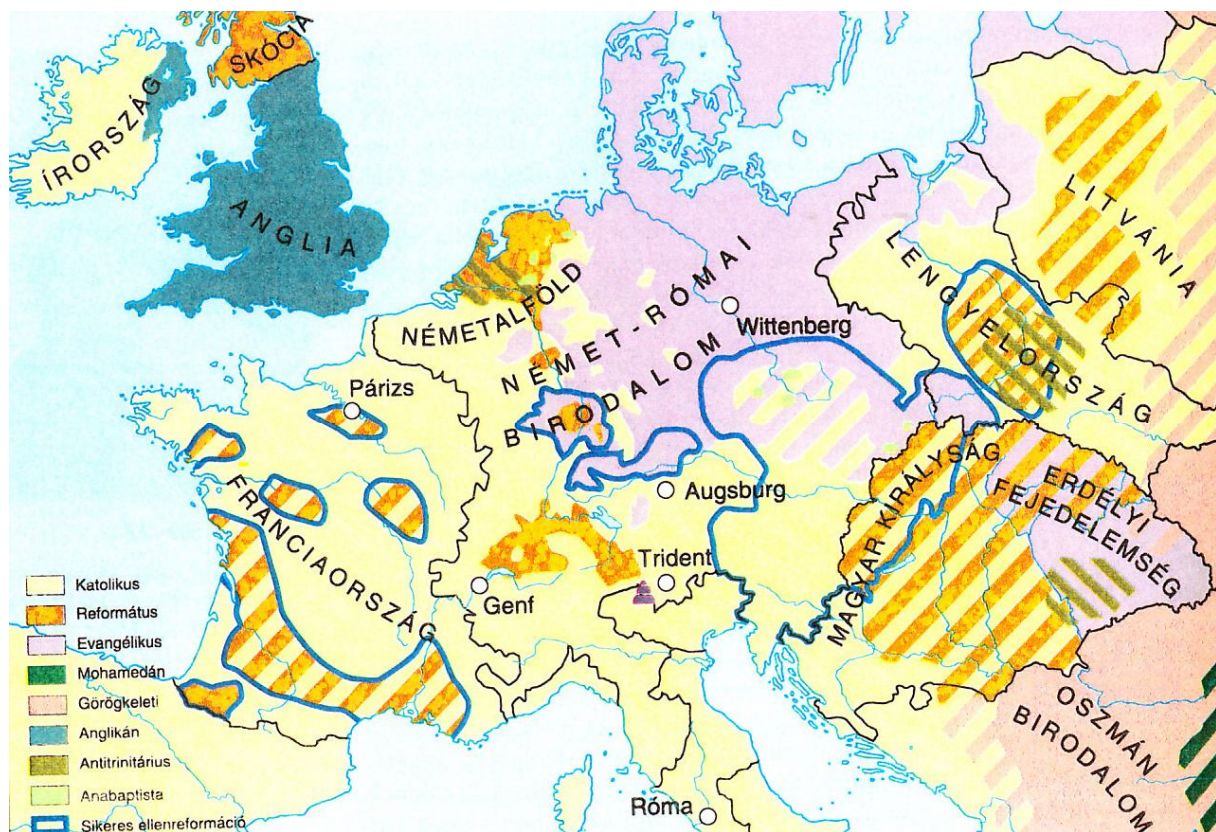 SKÓCIA
ÍRORSZÁG
ANGLIA
LITVÁNIA
LENGYELORSZÁG
NÉMETALFÖLD
NÉMET-RÓMAI
BIRODALOM
Wittenberg
Párizs
Augsburg
MAGYAR KIRÁLYSÁG
ERDÉLYI
FEJEDELEMSÉG
FRANCIAORSZÁG
Trident
Genf
OSZMÁN
BIRODALOM
Róma
Katolikus
Református
Evangélikus
Mohamedán
Görögkeleti
Anglikán
Antitrinitárius
Anabaptista
Sikeres ellenreformáció